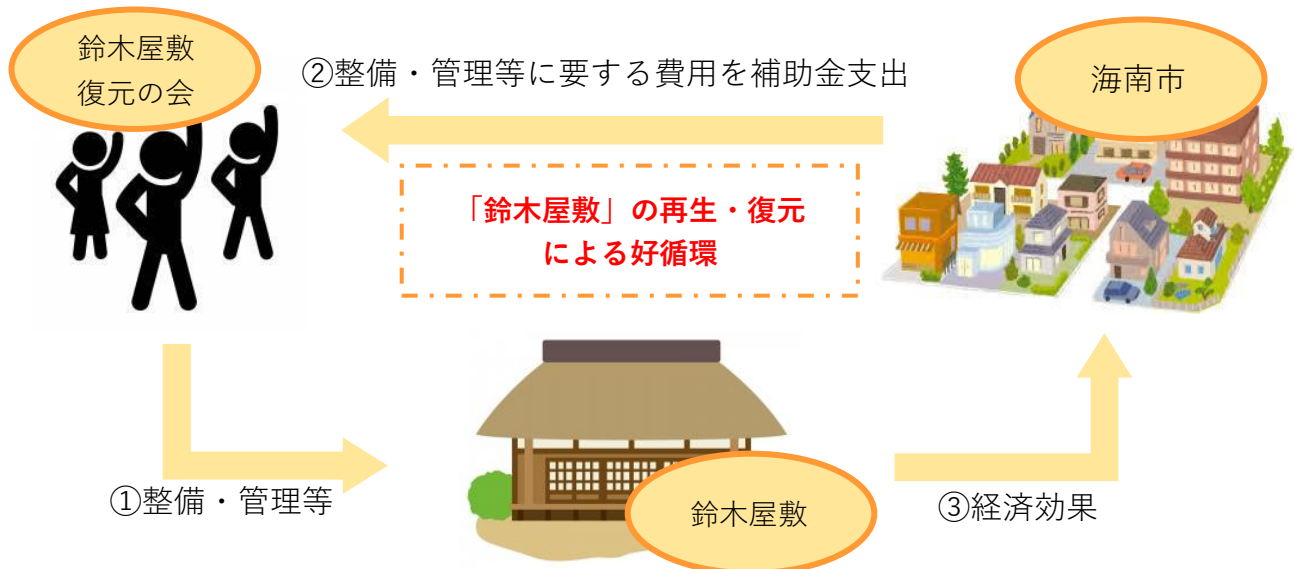 鈴木屋敷
復元の会
②整備・管理等に要する費用を補助金支出
海南市
「鈴木屋敷」の再生・復元
による好循環
①整備・管理等
鈴木屋敷
③経済効果